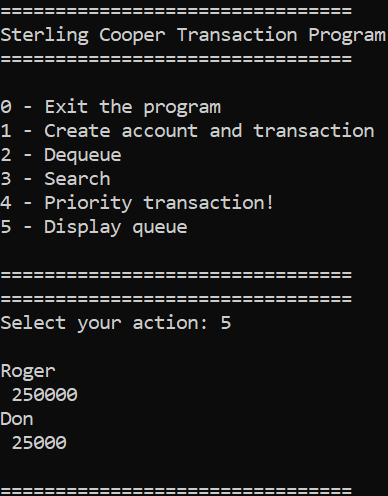 ================================
Sterling Cooper Transaction Program
================================
0 - Exit the program
1 - Create account and transaction
2 - Dequeue
3 - Search
4 - Priority transaction!
5 - Display queue
================================
================================
Select your action: 5
Roger
250000
Don
25000
================================